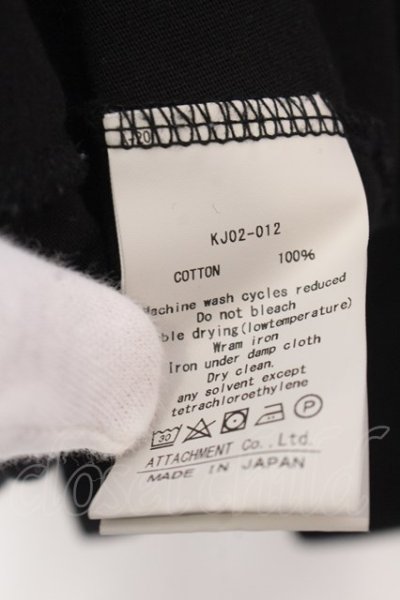 KJ02-012
COTTON 100%
Machine wash cycles reduced
Do not bleach
drying(lowtemperature)
Wram iron
Iron under damp cloth
Dry clean.
any solvent except
tetrachloroethylene
30 P
ATTACHMENT Co., Ltd.
MADE IN JAPAN